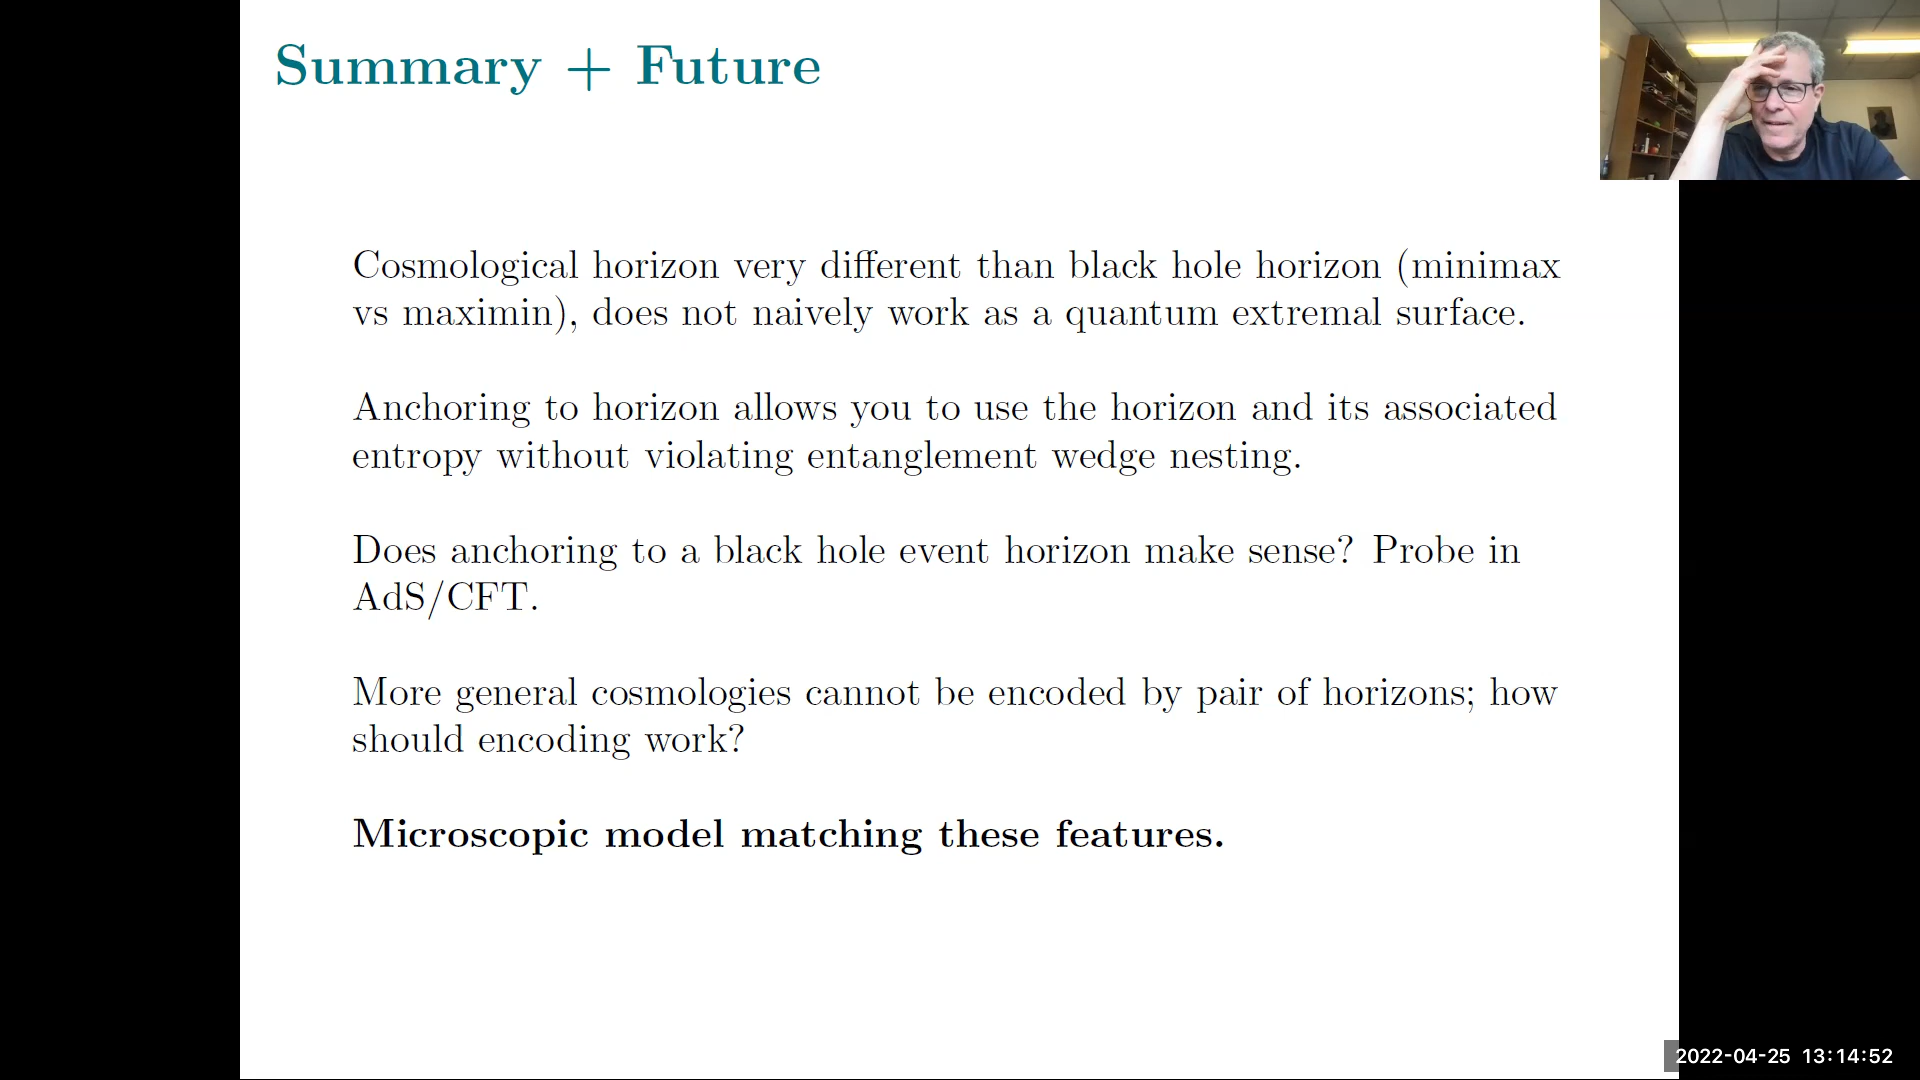 Summary + Future
Cosmological horizon very different than black hole horizon (minimax
vs maximin), does not naively work as a quantum extremal surface.
Anchoring to horizon allows you to use the horizon and its associated
entropy without violating entanglement wedge nesting.
Does anchoring to a black hole event horizon make sense? Probe in
AdS/CFT.
More general cosmologies cannot be encoded by pair of horizons; how
should encoding work?
Microscopic model matching these features.
2022-04-25 13:14:52